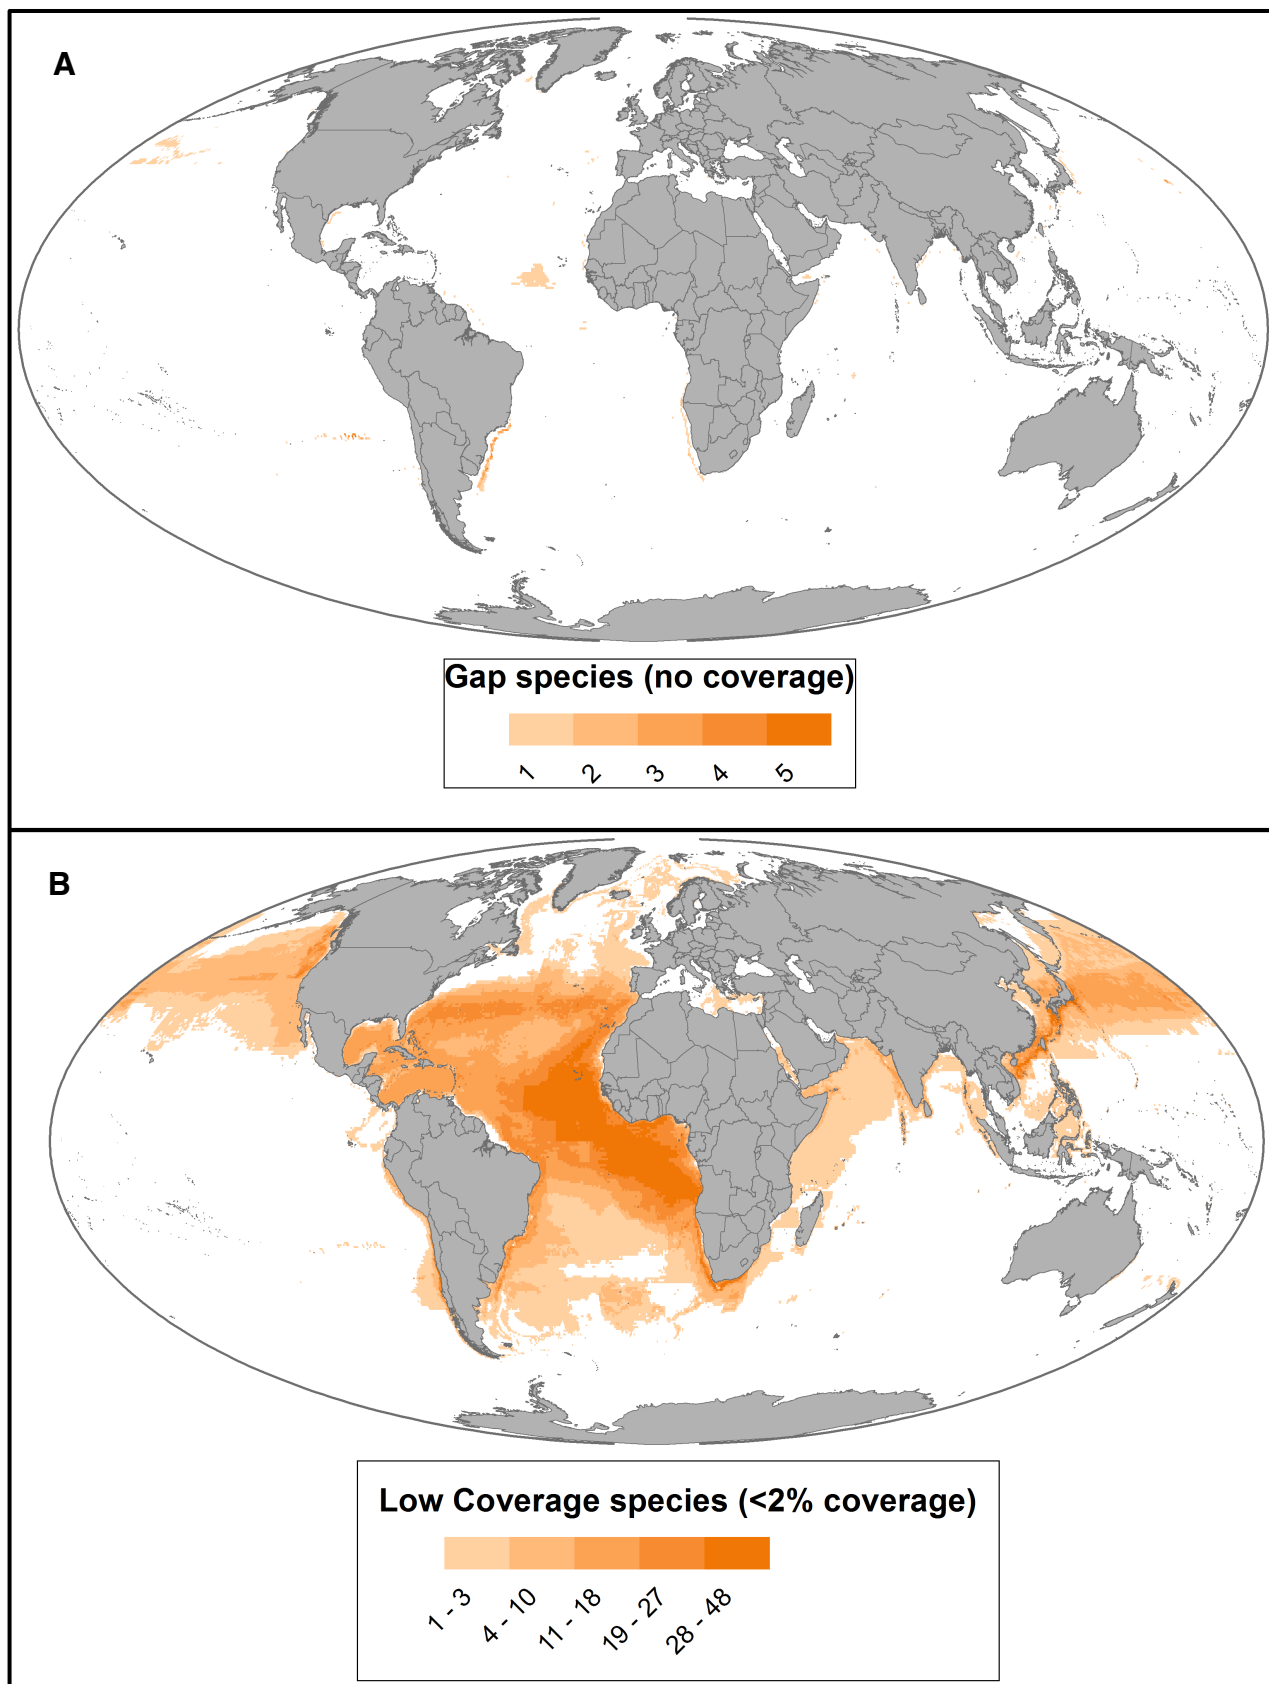 A
Gap species (no coverage)
1 2 3 4 5
B
Low Coverage species (<2% coverage)
1 - 3 4 - 10 11 - 18 19 - 27 28 - 48